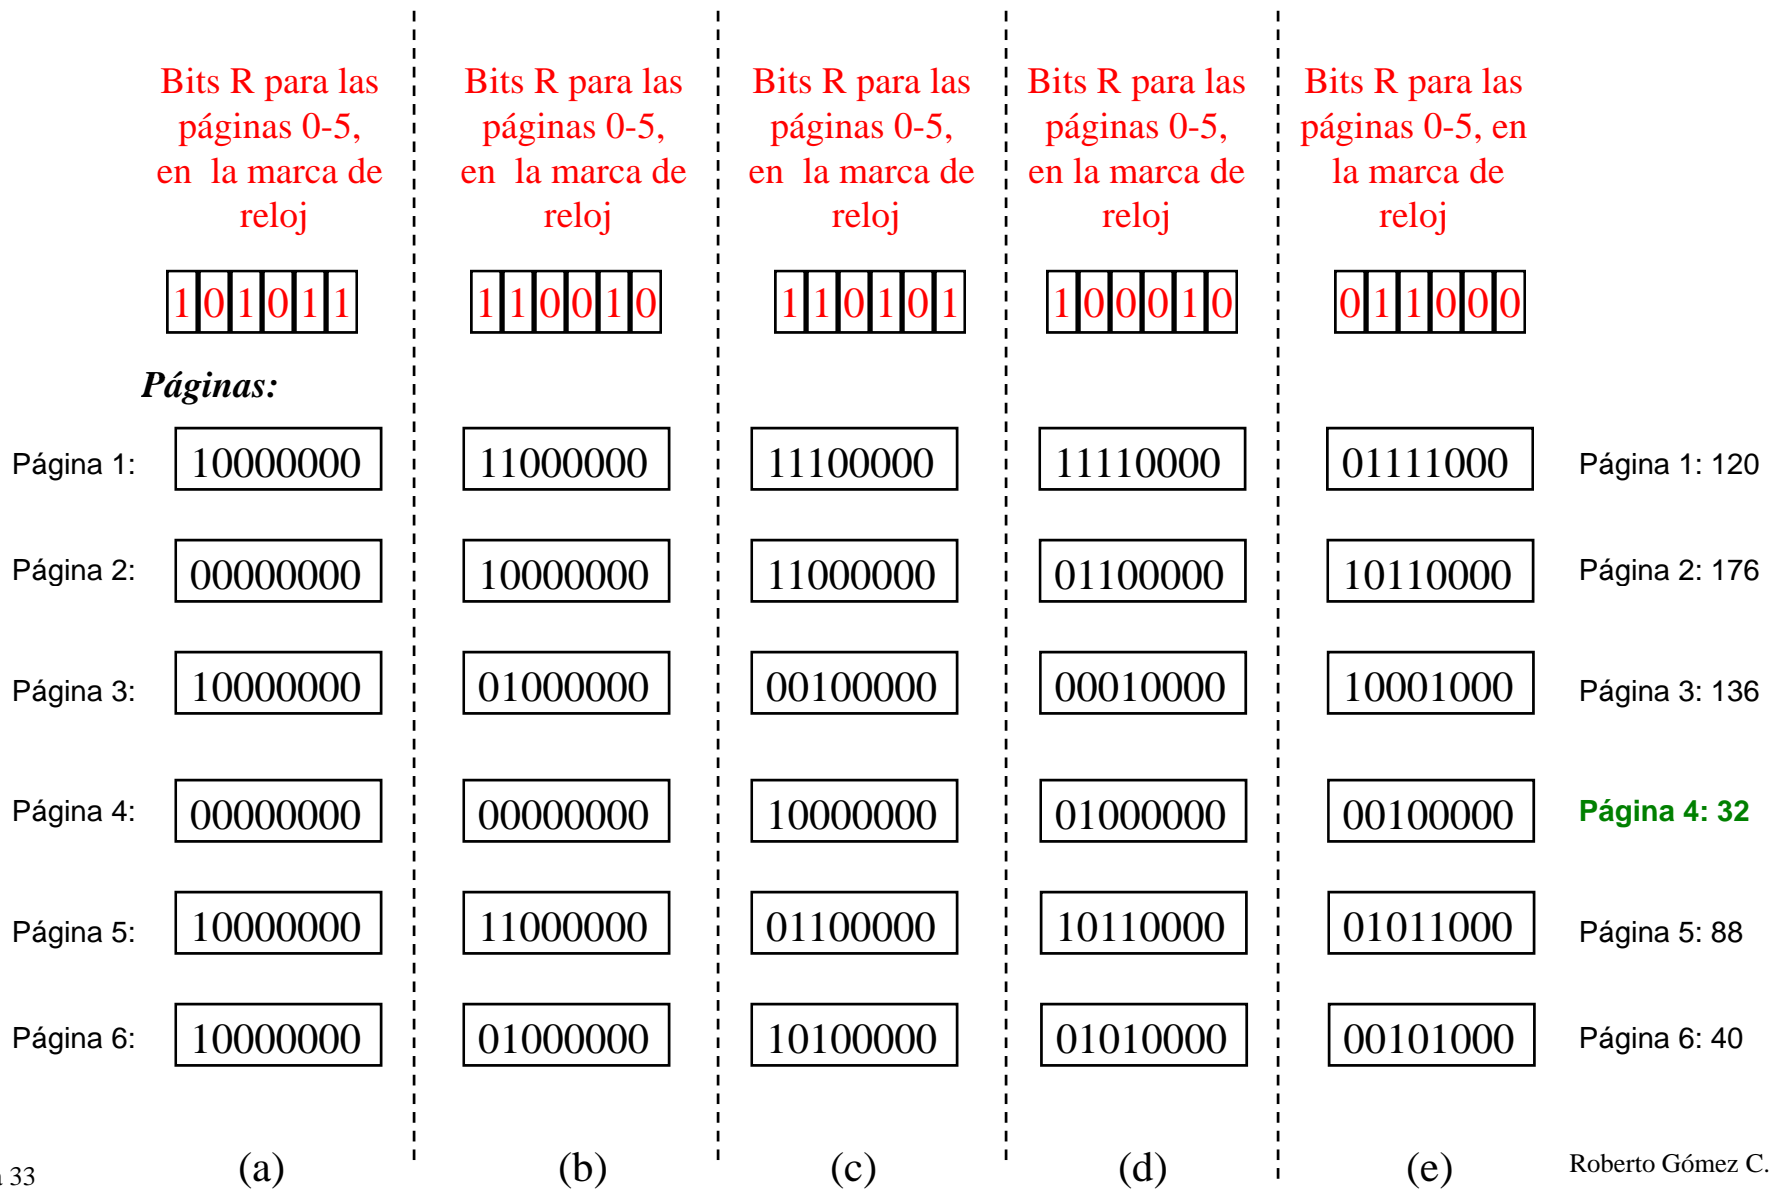 Bits R para las
páginas 0-5,
en la marca de
reloj
Bits R para las
páginas 0-5,
en la marca de
reloj
Bits R para las
páginas 0-5,
en la marca de
reloj
Bits R para las
páginas 0-5,
en la marca de
reloj
Bits R para las
páginas 0-5, en
la marca de
reloj
1 0 1 0 1 1
1 1 0 0 1 0
1 1 0 1 0 1
1 0 0 0 1 0
0 1 1 0 0 0
Páginas:
Página 1: 10000000 11000000 11100000 11110000 01111000 Página 1: 120
Página 2: 00000000 10000000 11000000 01100000 10110000 Página 2: 176
Página 3: 10000000 01000000 00100000 00010000 10001000 Página 3: 136
Página 4: 00000000 00000000 10000000 01000000 00100000 Página 4: 32
Página 5: 10000000 11000000 01100000 10110000 01011000 Página 5: 88
Página 6: 10000000 01000000 10100000 01010000 00101000 Página 6: 40
(a) (b) (c) (d) (e)
33
Roberto Gómez C.